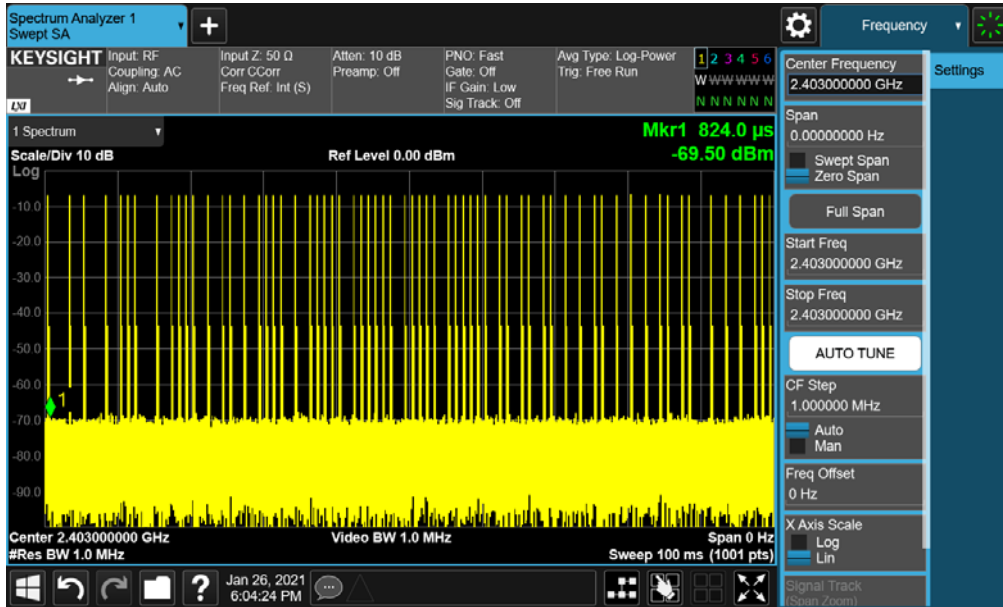 Spectrum Analyzer 1
Swept SA
Frequency
KEYSIGHT
LXI
Input: RF
Coupling: AC
Align: Auto
Input Z: 50 Ω
Corr CCorr
Freq Ref: Int (S)
Atten: 10 dB
Preamp: Off
PNO: Fast
Gate: Off
IF Gain: Low
Sig Track: Off
Avg Type: Log-Power
Trig: Free Run
1 2 3 4 5 6
W W W W W W
N N N N N N
1 Spectrum
Mkr1 824.0 µs
Scale/Div 10 dB
Ref Level 0.00 dBm
-69.50 dBm
Log
-10.0
-20.0
-30.0
-40.0
-50.0
-60.0
-70.0
-80.0
-90.0
1
Center 2.403000000 GHz
Video BW 1.0 MHz
Span 0 Hz
#Res BW 1.0 MHz
Sweep 100 ms (1001 pts)
Center Frequency
2.403000000 GHz
Settings
Span
0.00000000 Hz
Swept Span
Zero Span
Full Span
Start Freq
2.403000000 GHz
Stop Freq
2.403000000 GHz
AUTO TUNE
CF Step
1.000000 MHz
Auto
Man
Freq Offset
0 Hz
X Axis Scale
Log
Lin
Signal Track
(Span Zoom)
?
Jan 26, 2021
6:04:24 PM